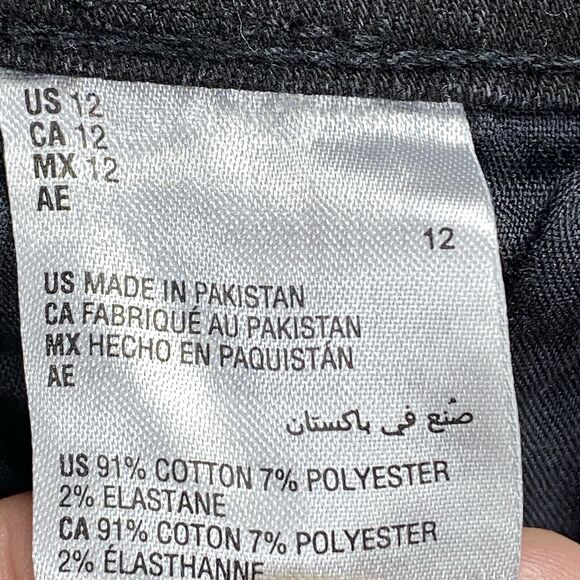 US 12
CA 12
MX 12
AE
12
US MADE IN PAKISTAN
CA FABRIQUÉ AU PAKISTAN
MX HECHO EN PAQUISTÁN
AE
صُنع في باكستان
US 91% COTTON 7% POLYESTER
2% ELASTANE
CA 91% COTON 7% POLYESTER
2% ÉLASTHANNE